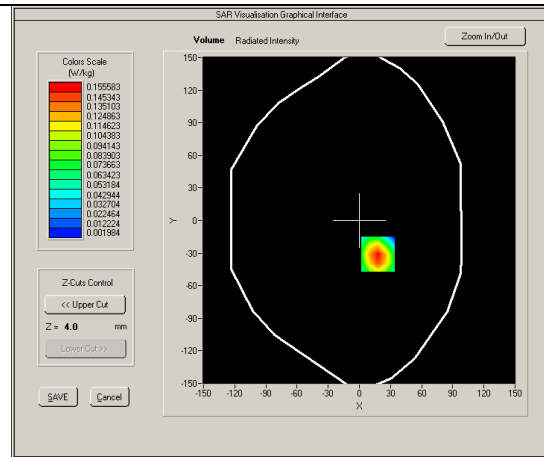 SAR Visualisation Graphical Interface
Volume Radiated Intensity
Zoom In/Out
Colors Scale
(W/kg)
0.155583
0.145343
0.135103
0.124863
0.114623
0.104383
0.094143
0.083903
0.073663
0.063423
0.053184
0.042944
0.032704
0.022464
0.012224
0.001984
Z-Cuts Control
<< Upper Cut
Z = 4.0 mm
Lower Cut >>
SAVE Cancel
150
120
90
60
30
0
-30
-60
-90
-120
-150
Y
-150 -120 -90 -60 -30 0 30 60 90 120 150
X